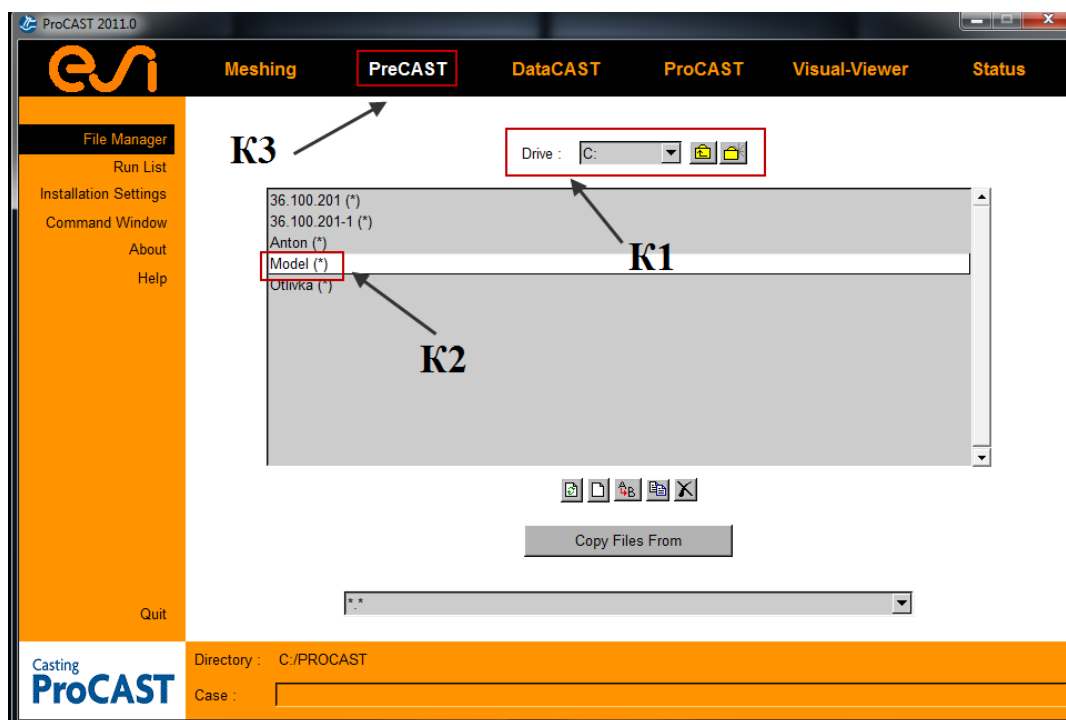 ProCAST 2011.0
esi
Meshing PreCAST DataCAST ProCAST Visual-Viewer Status
File Manager
Run List
Installation Settings
Command Window
About
Help
К3
Drive : C:
36.100.201 (*)
36.100.201-1 (*)
Anton (*)
Model (*)
Otlivka (*)
К1
К2
A B
Copy Files From
*.*
Quit
Casting
ProCAST
Directory : C:/PROCAST
Case :